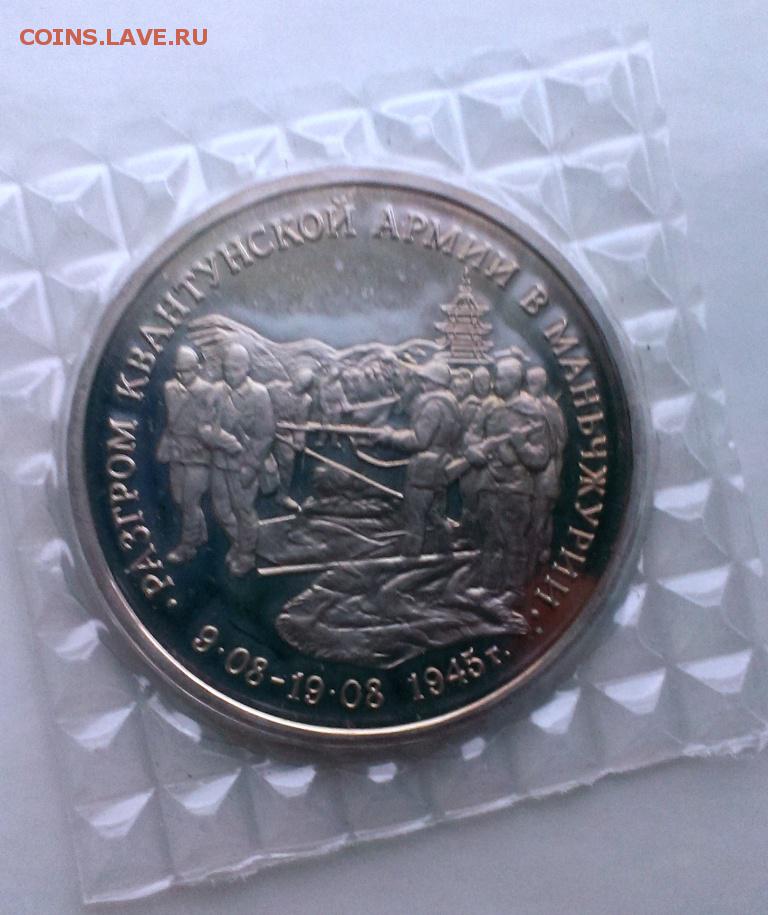 COINS.LAVE.RU
· РАЗГРОМ КВАНТУНСКОЙ АРМИИ В МАНЬЧЖУРИИ ·
9·08-19·08 1945 г.